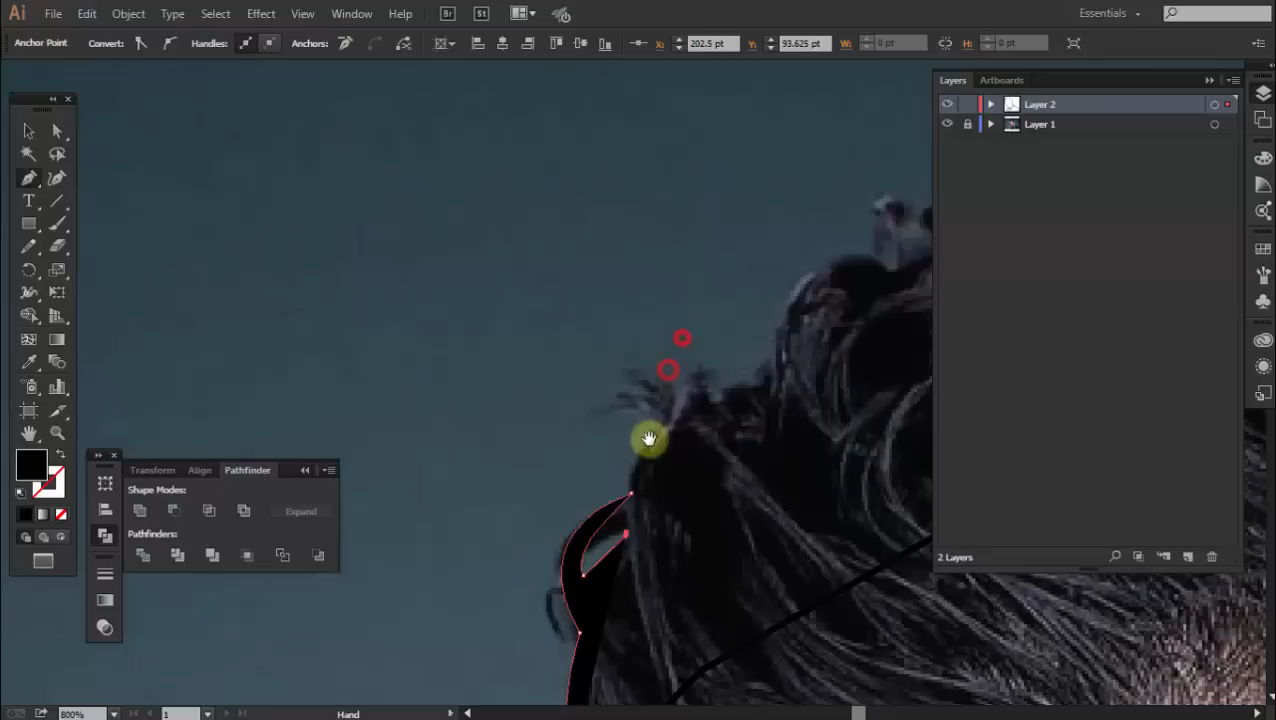 Ai File Edit Object Type Select Effect View Window Help Br St Essentials
Anchor Point Convert: Handles: Anchors: X: 202.5 pt Y: 93.625 pt W: 0 pt H: 0 pt
Layers Artboards
Layer 2
Layer 1
T
Transform Align Pathfinder
Shape Modes:
Expand
Pathfinders:
2 Layers
800% 1 Hand